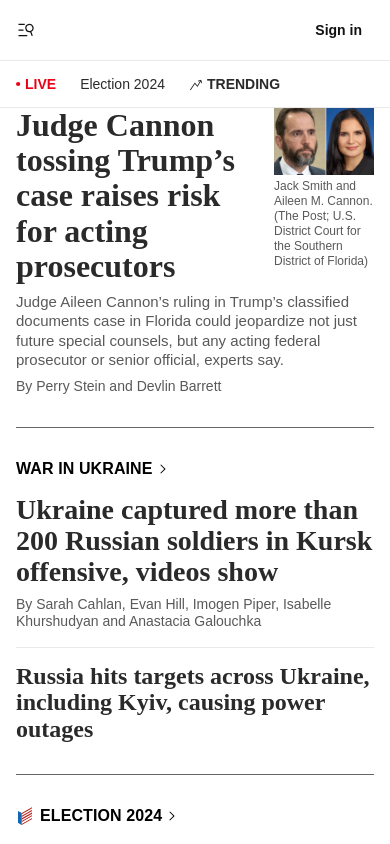 Sign in
LIVE
Election 2024
TRENDING
Judge Cannon
tossing Trump’s
case raises risk
for acting
prosecutors
Jack Smith and
Aileen M. Cannon.
(The Post; U.S.
District Court for
the Southern
District of Florida)
Judge Aileen Cannon’s ruling in Trump’s classified
documents case in Florida could jeopardize not just
future special counsels, but any acting federal
prosecutor or senior official, experts say.
By Perry Stein and Devlin Barrett
WAR IN UKRAINE
Ukraine captured more than
200 Russian soldiers in Kursk
offensive, videos show
By Sarah Cahlan, Evan Hill, Imogen Piper, Isabelle
Khurshudyan and Anastacia Galouchka
Russia hits targets across Ukraine,
including Kyiv, causing power
outages
ELECTION 2024